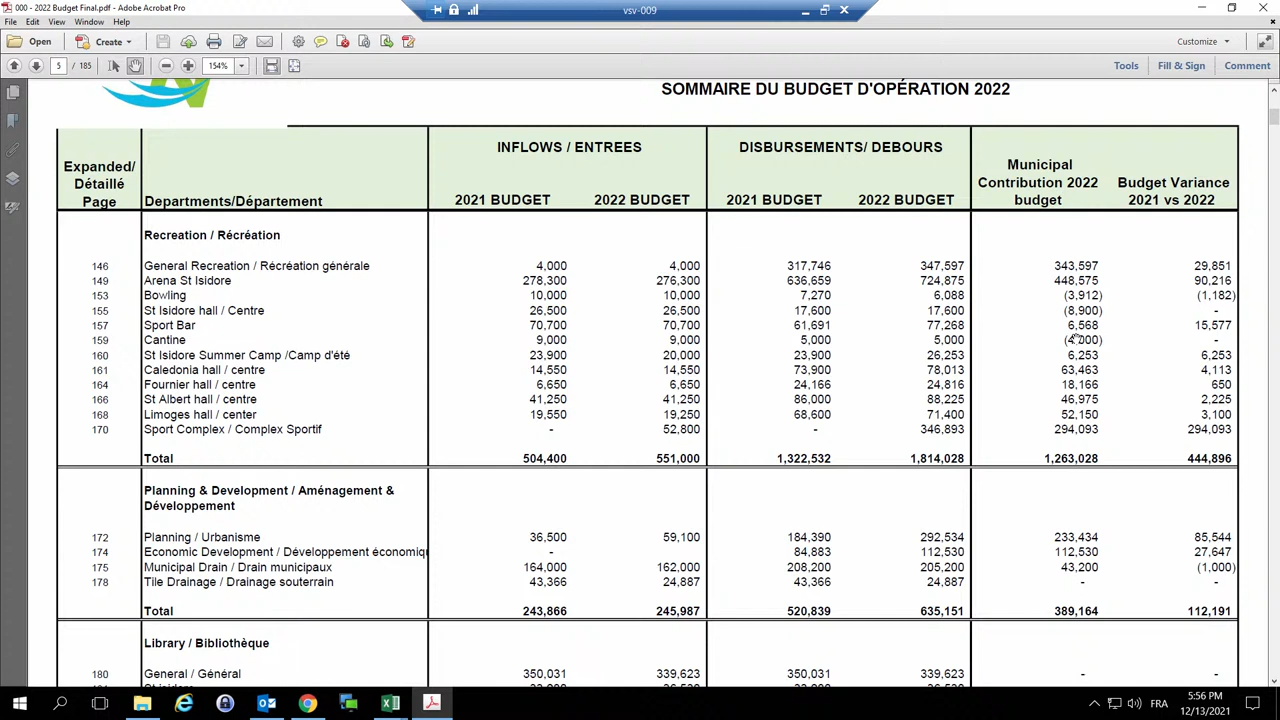 000 - 2022 Budget Final.pdf - Adobe Acrobat Pro
vsv-009
File Edit View Window Help
Open Create Customize
5 / 185 154% Tools Fill & Sign Comment
SOMMAIRE DU BUDGET D'OPÉRATION 2022
INFLOWS / ENTREES DISBURSEMENTS/ DEBOURS
Expanded/ Détaillé Page Departments/Département 2021 BUDGET 2022 BUDGET 2021 BUDGET 2022 BUDGET Municipal Contribution 2022 budget Budget Variance 2021 vs 2022
Recreation / Récréation
146 General Recreation / Récréation générale 4,000 4,000 317,746 347,597 343,597 29,851
149 Arena St Isidore 278,300 276,300 636,659 724,875 448,575 90,216
153 Bowling 10,000 10,000 7,270 6,088 (3,912) (1,182)
155 St Isidore hall / Centre 26,500 26,500 17,600 17,600 (8,900) -
157 Sport Bar 70,700 70,700 61,691 77,268 6,568 15,577
159 Cantine 9,000 9,000 5,000 5,000 (4,000) -
160 St Isidore Summer Camp /Camp d'été 23,900 20,000 23,900 26,253 6,253 6,253
161 Caledonia hall / centre 14,550 14,550 73,900 78,013 63,463 4,113
164 Fournier hall / centre 6,650 6,650 24,166 24,816 18,166 650
166 St Albert hall / centre 41,250 41,250 86,000 88,225 46,975 2,225
168 Limoges hall / center 19,550 19,250 68,600 71,400 52,150 3,100
170 Sport Complex / Complex Sportif - 52,800 - 346,893 294,093 294,093
Total 504,400 551,000 1,322,532 1,814,028 1,263,028 444,896
Planning & Development / Aménagement &
Développement
172 Planning / Urbanisme 36,500 59,100 184,390 292,534 233,434 85,544
174 Economic Development / Développement économiqu - 84,883 112,530 112,530 27,647
175 Municipal Drain / Drain municipaux 164,000 162,000 208,200 205,200 43,200 (1,000)
178 Tile Drainage / Drainage souterrain 43,366 24,887 43,366 24,887 - -
Total 243,866 245,987 520,839 635,151 389,164 112,191
Library / Bibliothèque
180 General / Général 350,031 339,623 350,031 339,623 - -
5:56 PM
FRA 12/13/2021